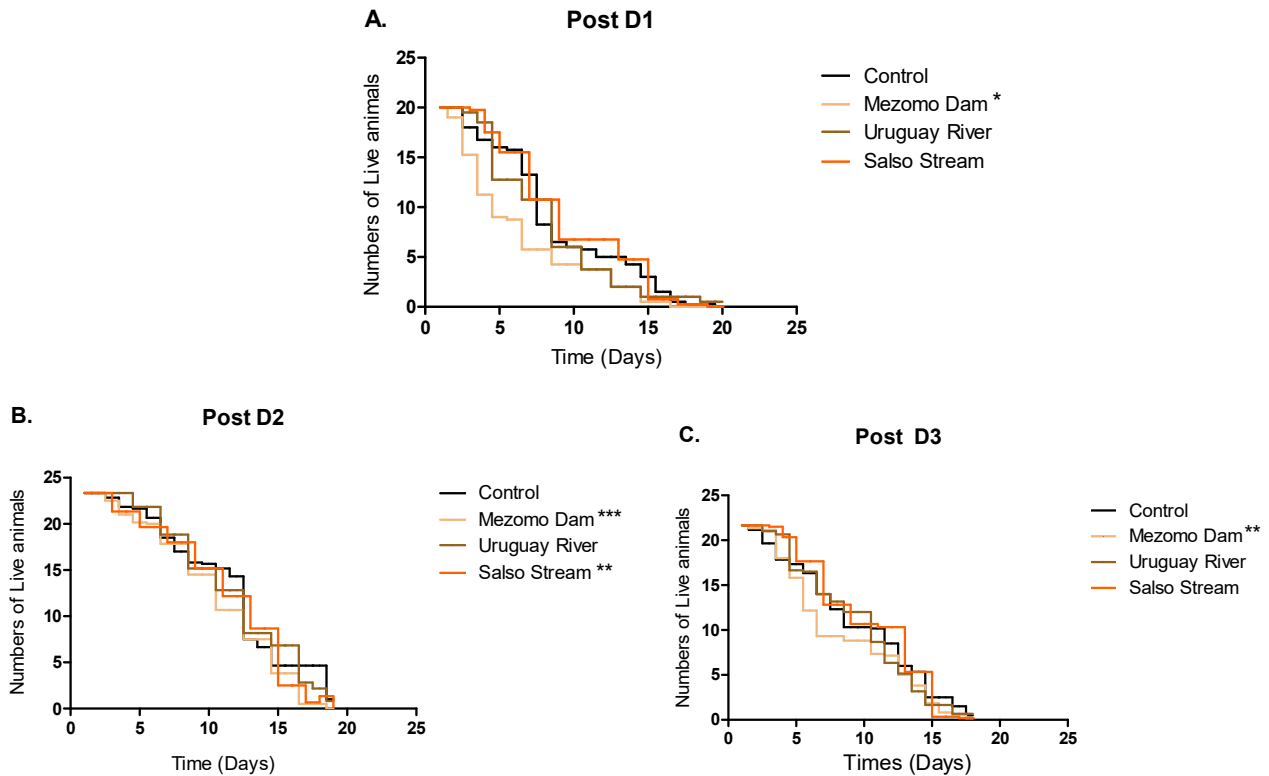 A.
Post D1
Numbers of Live animals
25
20
15
10
5
0
0 5 10 15 20 25
Time (Days)
Control
Mezomo Dam *
Uruguay River
Salso Stream
B.
Post D2
Numbers of Live animals
25
20
15
10
5
0
0 5 10 15 20 25
Time (Days)
Control
Mezomo Dam ***
Uruguay River
Salso Stream **
C.
Post D3
Numbers of Live animals
25
20
15
10
5
0
0 5 10 15 20 25
Times (Days)
Control
Mezomo Dam **
Uruguay River
Salso Stream